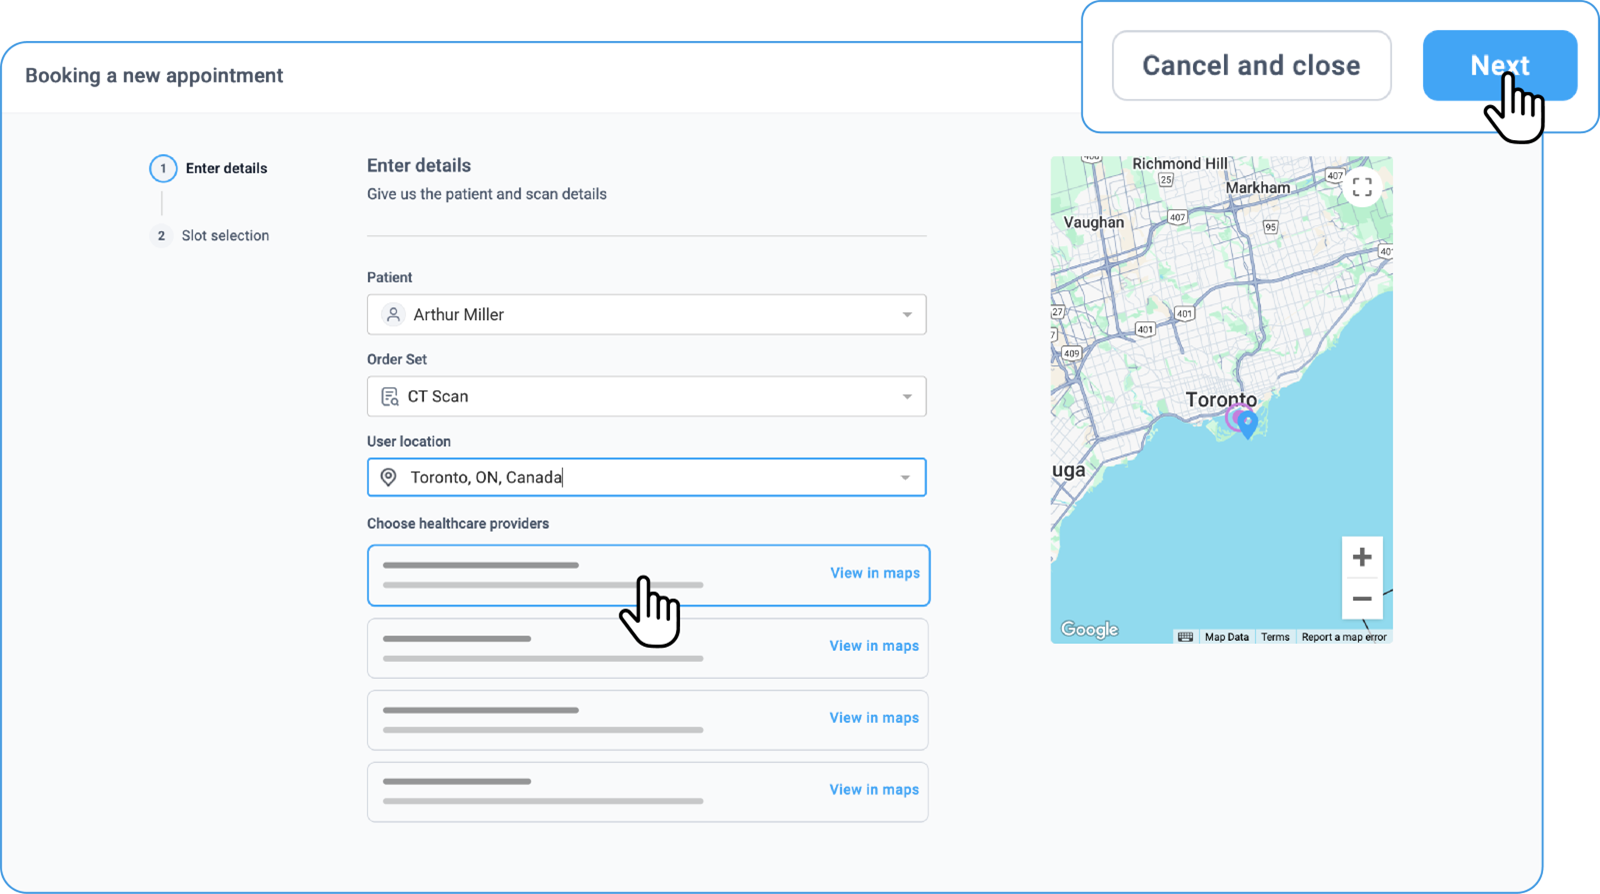 Cancel and close
Next
Booking a new appointment
1 Enter details
2 Slot selection
Enter details
Give us the patient and scan details
Patient
Arthur Miller
Order Set
CT Scan
User location
Toronto, ON, Canada
Choose healthcare providers
View in maps
View in maps
View in maps
View in maps
Richmond Hill
25
407
Markham
Vaughan
407
95
401
27
401
401
7
409
Toronto
uga
Google
Map Data
Terms
Report a map error